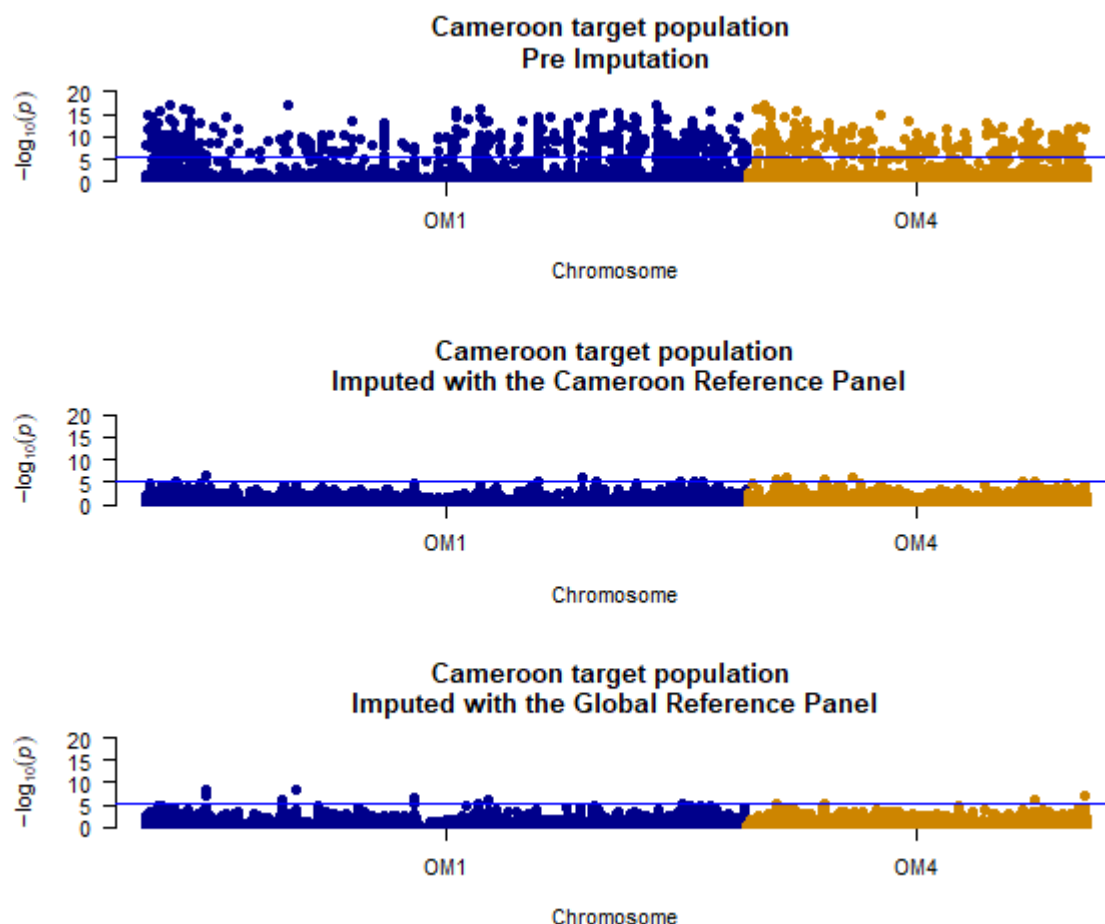 Cameroon target population
Pre Imputation
−log₁₀(p)
20
15
10
5
0
OM1 OM4
Chromosome
Cameroon target population
Imputed with the Cameroon Reference Panel
−log₁₀(p)
20
15
10
5
0
OM1 OM4
Chromosome
Cameroon target population
Imputed with the Global Reference Panel
−log₁₀(p)
20
15
10
5
0
OM1 OM4
Chromosome